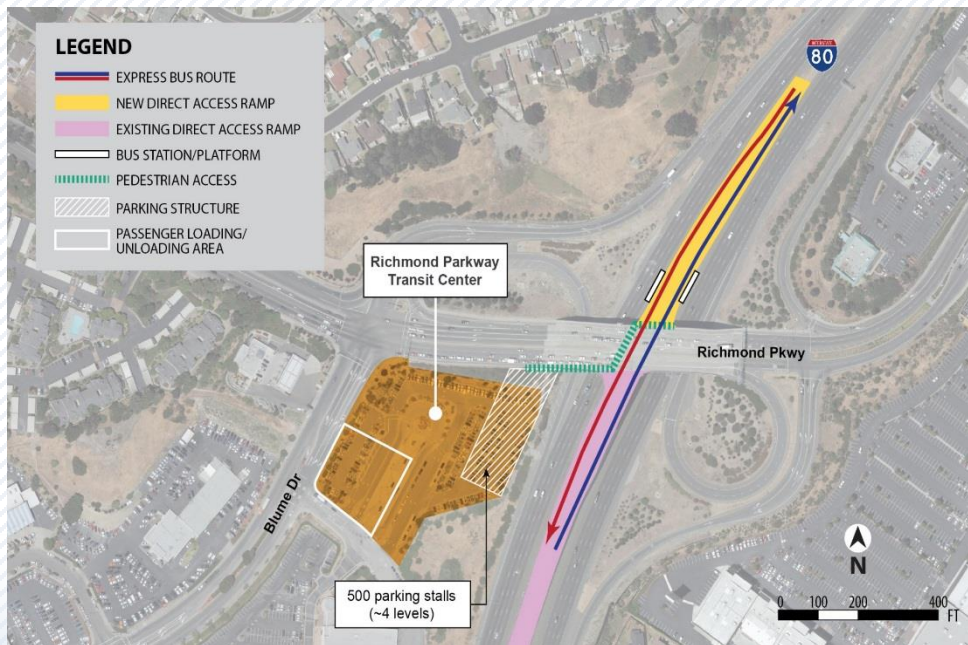 LEGEND
EXPRESS BUS ROUTE
NEW DIRECT ACCESS RAMP
EXISTING DIRECT ACCESS RAMP
BUS STATION/PLATFORM
PEDESTRIAN ACCESS
PARKING STRUCTURE
PASSENGER LOADING/
UNLOADING AREA
80
Richmond Parkway
Transit Center
Richmond Pkwy
Blume Dr
500 parking stalls
(~4 levels)
N
0 100 200 400
FT